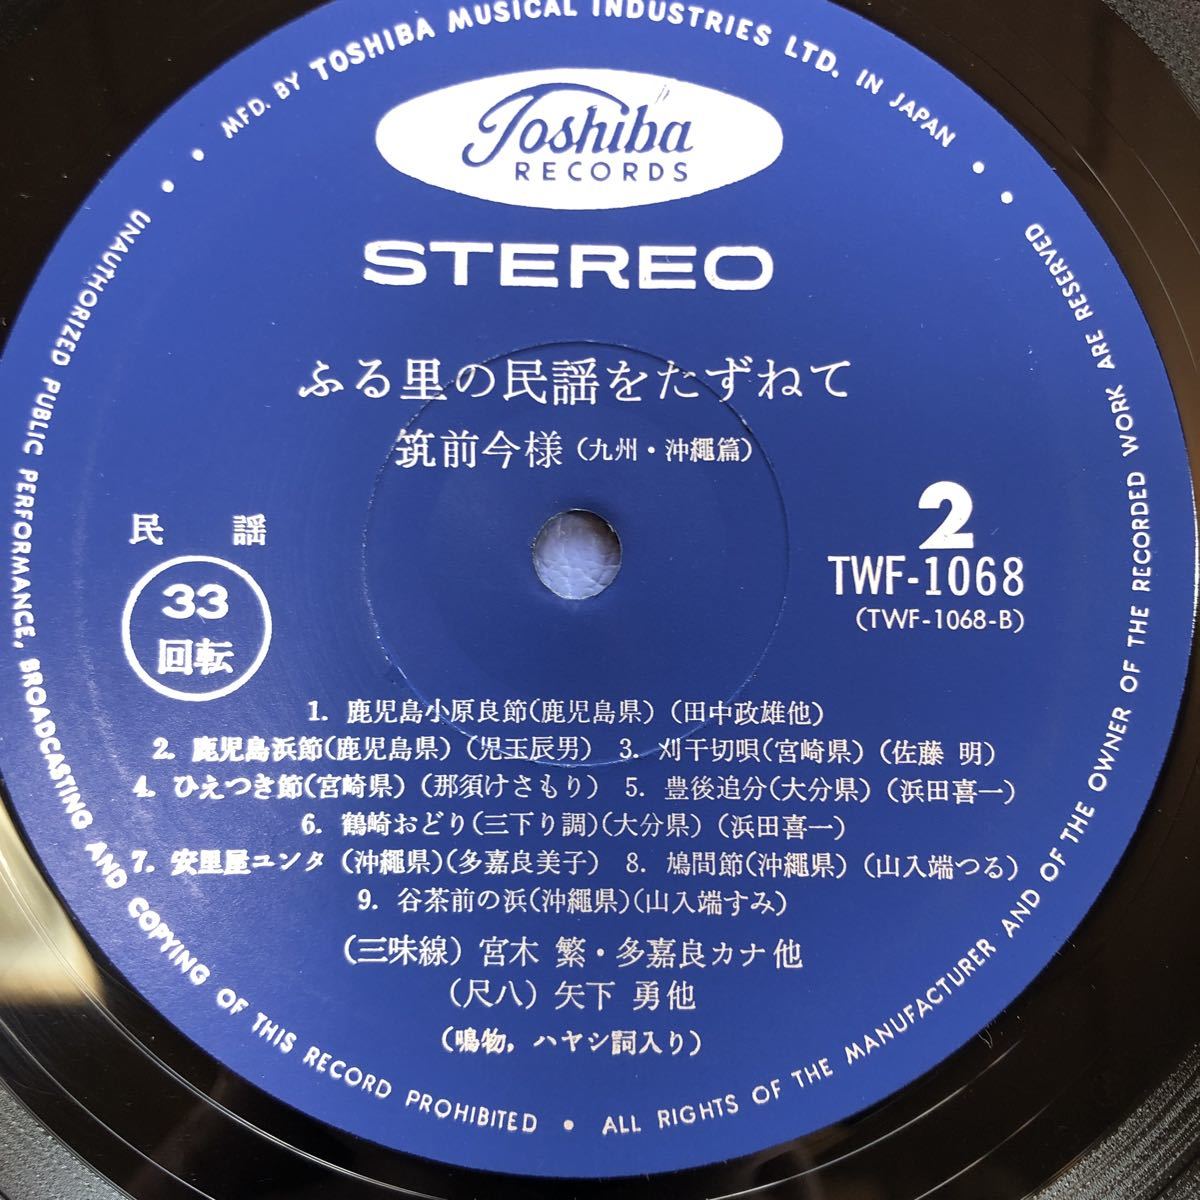 MFD. BY TOSHIBA MUSICAL INDUSTRIES LTD. IN JAPAN
Toshiba
RECORDS
STEREO
ふる里の民謡をたずねて
筑前今様(九州・沖繩篇)
2
民謡
TWF-1068
33
回転
(TWF-1068-B)
1. 鹿児島小原良節(鹿児島県)(田中政雄他)
2. 鹿児島浜節(鹿児島県)(児玉辰男) 3. 刈干切唄(宮崎県)(佐藤 明)
4. ひえつき節(宮崎県)(那須けさもり) 5. 豊後追分(大分県)(浜田喜一)
6. 鶴崎おどり(三下り調)(大分県)(浜田喜一)
7. 安里屋ユンタ(沖繩県)(多嘉良美子) 8. 鳩間節(沖繩県)(山入端つる)
9. 谷茶前の浜(沖繩県)(山入端すみ)
(三味線)宮木 繁・多嘉良カナ他
(尺八)矢下 勇他
(鳴物,ハヤシ詞入り)
UNAUTHORIZED PUBLIC PERFORMANCE, BROADCASTING AND COPYING OF THIS RECORD PROHIBITED • ALL RIGHTS OF THE MANUFACTURER AND OF THE OWNER OF THE RECORDED WORK ARE RESERVED